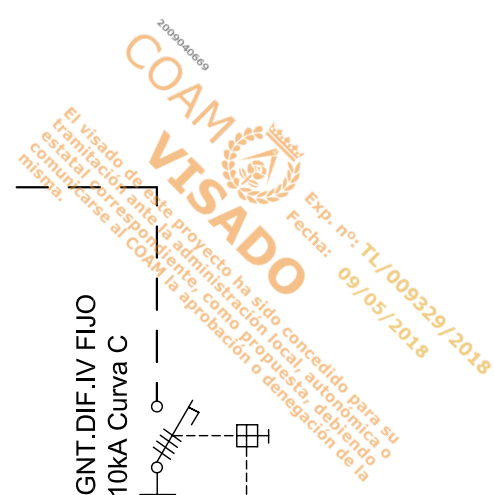 2009040669
COAM
VISADO
Exp. nº: TL/009329/2018
Fecha: 09/05/2018
El visado de este proyecto ha sido concedido para su
tramitación ante la administración local, autonómica o
estatal correspondiente, como propuesta, debiendo
comunicarse al COAM la aprobación o denegación de la
misma.
GNT.DIF.IV FIJO
10kA Curva C